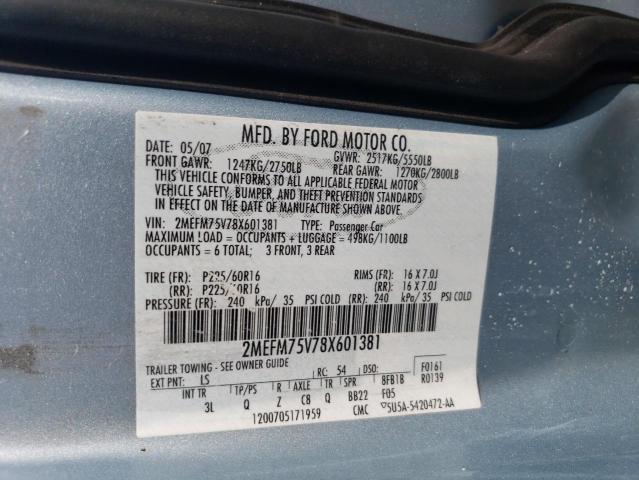 MFD. BY FORD MOTOR CO.
DATE: 05/07 GVWR: 2517KG/5550LB
FRONT GAWR: 1247KG/2750LB REAR GAWR: 1270KG/2800LB
THIS VEHICLE CONFORMS TO ALL APPLICABLE FEDERAL MOTOR
VEHICLE SAFETY, BUMPER, AND THEFT PREVENTION STANDARDS
IN EFFECT ON THE DATE OF MANUFACTURE SHOWN ABOVE.
VIN: 2MEFM75V78X601381 TYPE: Passenger Car
MAXIMUM LOAD = OCCUPANTS + LUGGAGE = 498KG/1100LB
OCCUPANTS = 6 TOTAL: 3 FRONT, 3 REAR
TIRE (FR): P225/60R16 RIMS (FR): 16 X 7.0J
(RR): P225/60R16 (RR): 16 X 7.0J
PRESSURE (FR): 240 kPa/ 35 PSI COLD (RR): 240 kPa/ 35 PSI COLD
2MEFM75V78X601381
TRAILER TOWING - SEE OWNER GUIDE
EXT PNT: LS RC: 54 DSO: F0161
INT TR TP/PS R AXLE TR SPR 8FB1B R0139
3L Q Z C8 Q BB22 F05
1200705171959 CMC 5U5A-5420472-AA